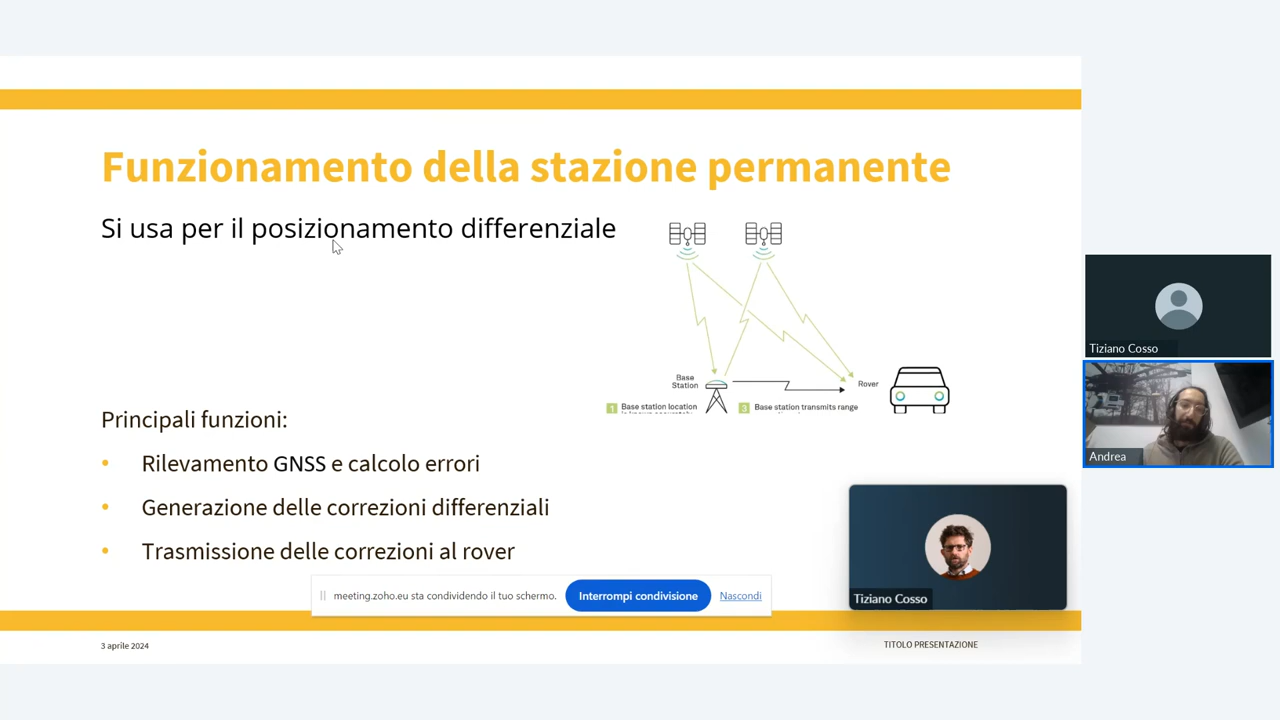 Funzionamento della stazione permanente
Si usa per il posizionamento differenziale
Base
Station
Rover
1 Base station location
3 Base station transmits range
Principali funzioni:
• Rilevamento GNSS e calcolo errori
• Generazione delle correzioni differenziali
• Trasmissione delle correzioni al rover
meeting.zoho.eu sta condividendo il tuo schermo.
Interrompi condivisione
Nascondi
3 aprile 2024
TITOLO PRESENTAZIONE
Tiziano Cosso
Tiziano Cosso
Andrea